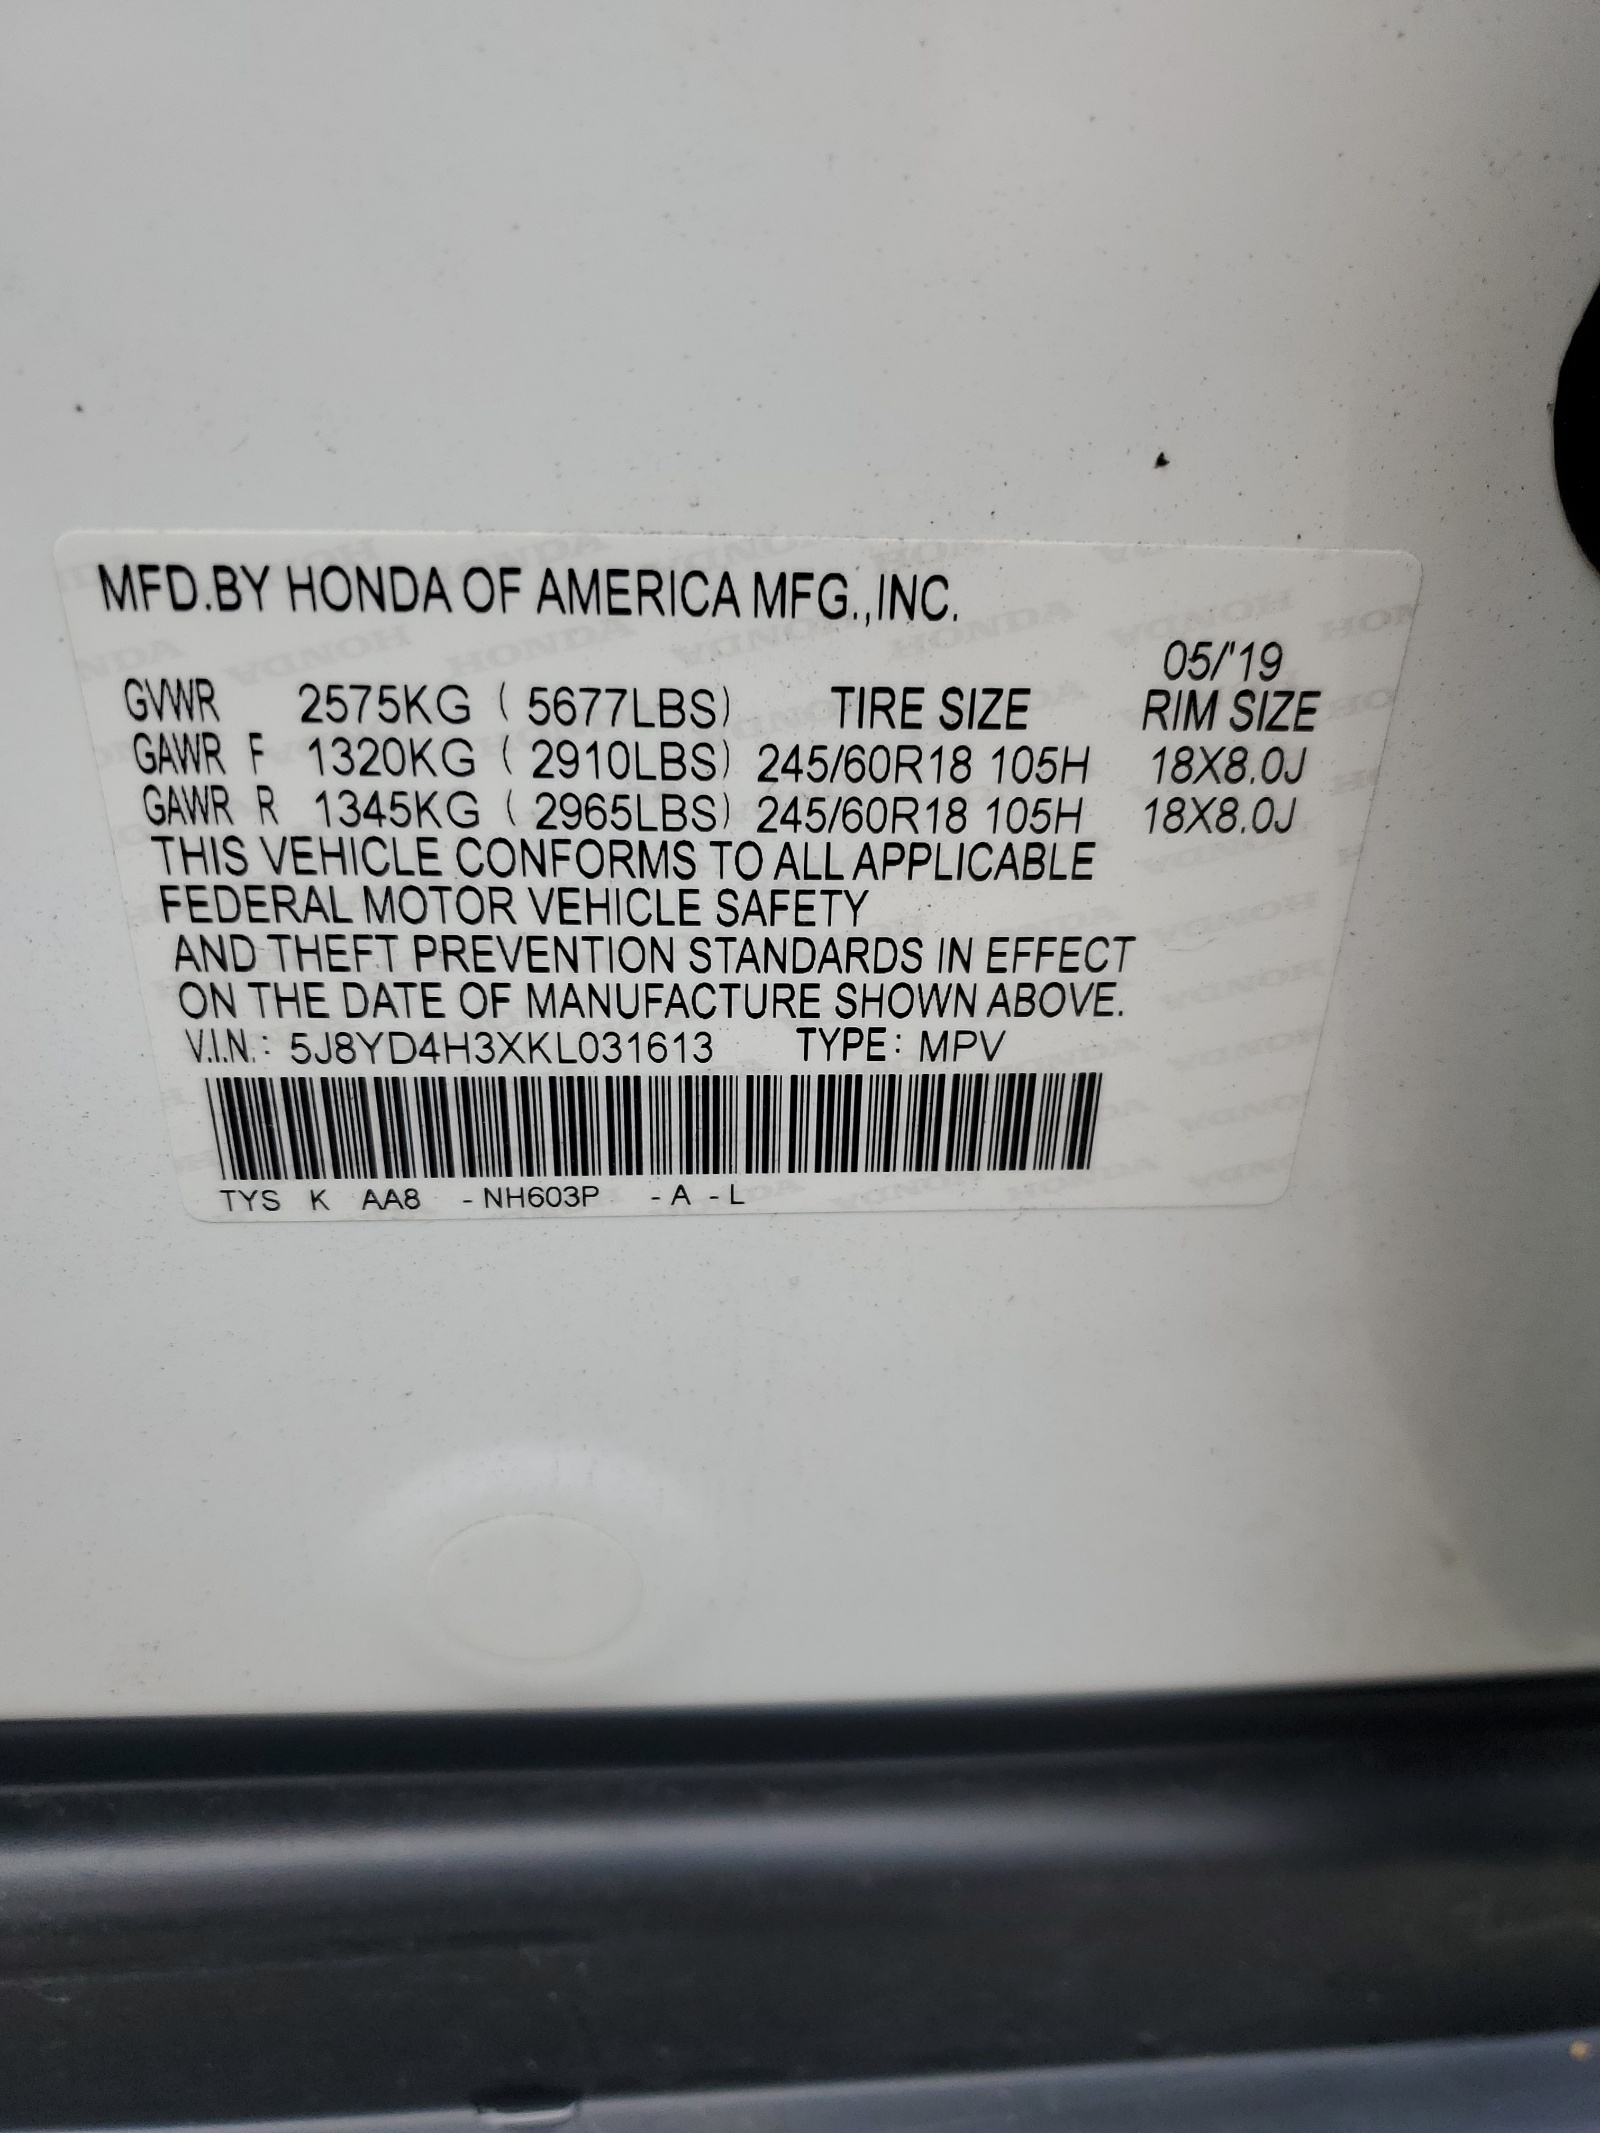 MFD.BY HONDA OF AMERICA MFG.,INC.
05/'19
GVWR 2575KG ( 5677LBS) TIRE SIZE RIM SIZE
GAWR F 1320KG ( 2910LBS) 245/60R18 105H 18X8.0J
GAWR R 1345KG ( 2965LBS) 245/60R18 105H 18X8.0J
THIS VEHICLE CONFORMS TO ALL APPLICABLE
FEDERAL MOTOR VEHICLE SAFETY
AND THEFT PREVENTION STANDARDS IN EFFECT
ON THE DATE OF MANUFACTURE SHOWN ABOVE.
V.I.N.: 5J8YD4H3XKL031613 TYPE: MPV
TYS K AA8 - NH603P - A - L